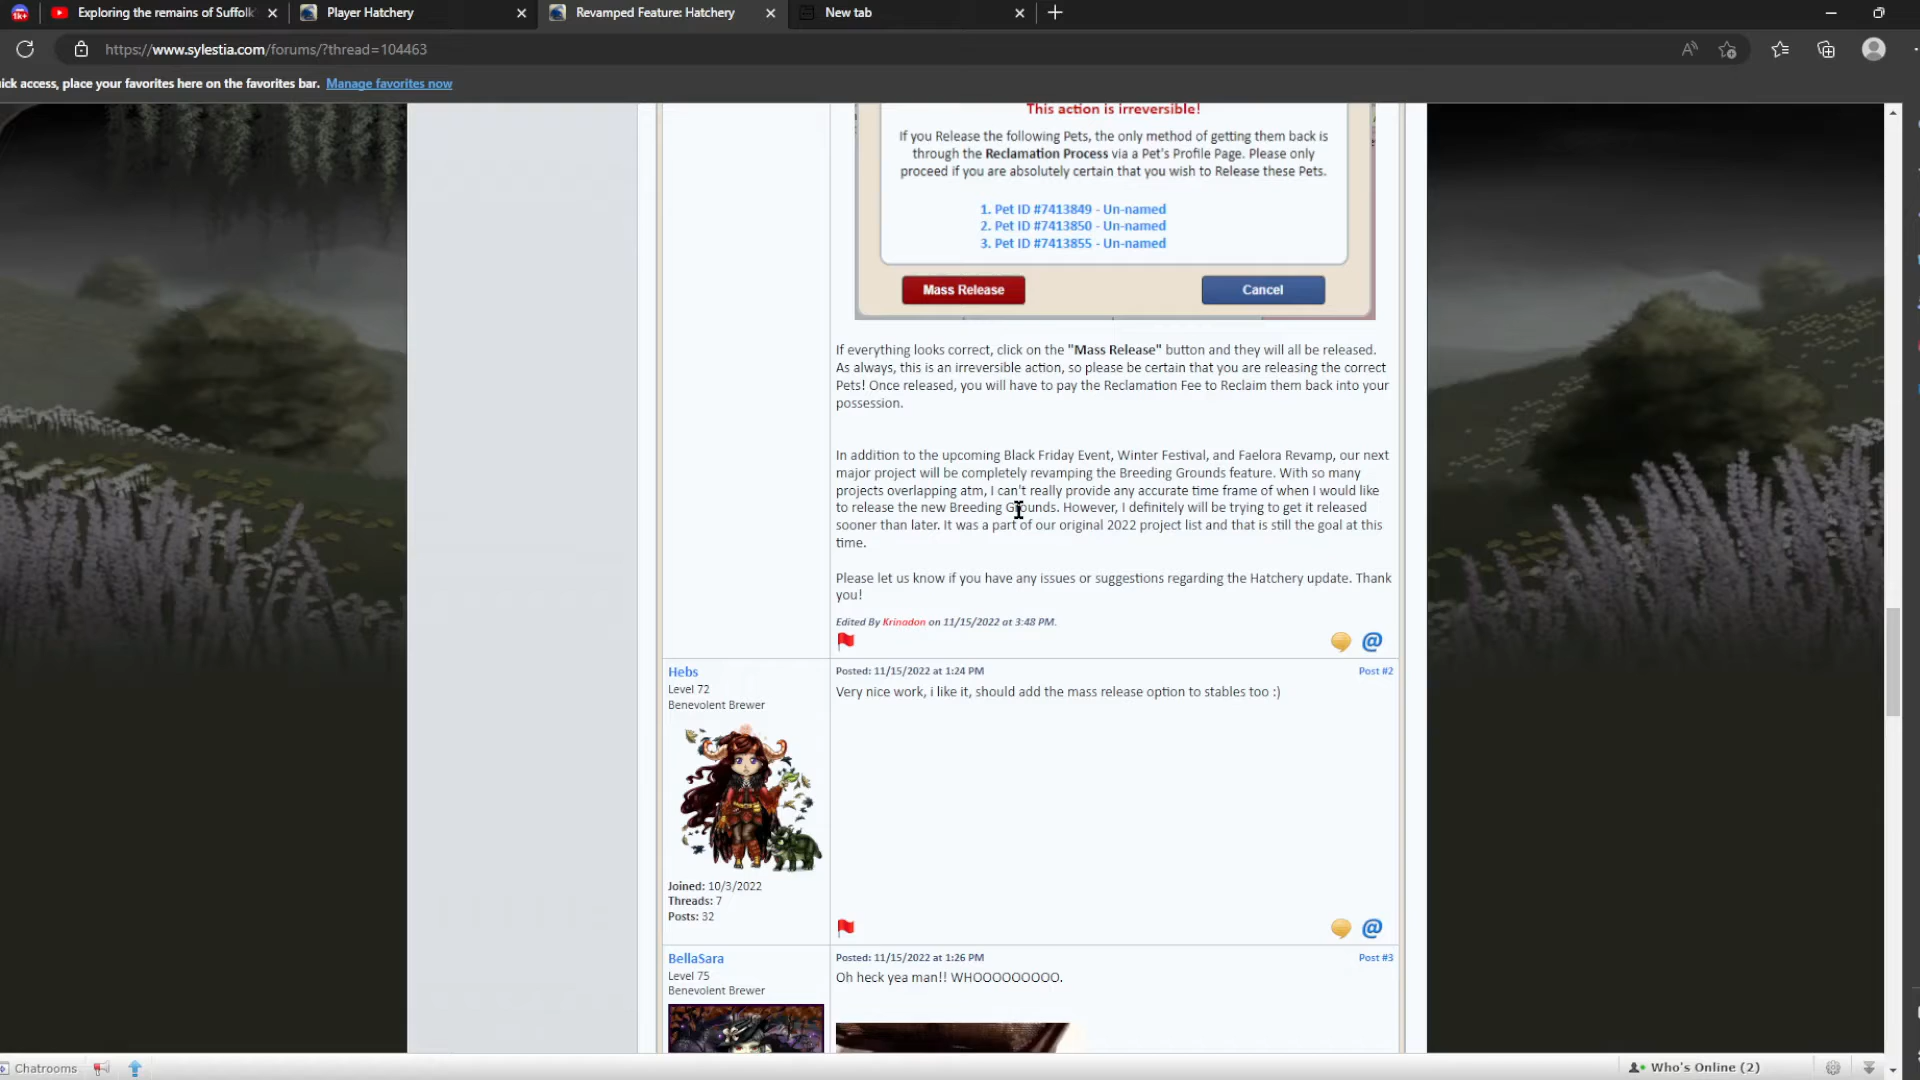 Exploring the remains of Suffolk
Player Hatchery
Revamped Feature: Hatchery
New tab
https://www.sylestia.com/forums/?thread=104463
ick access, place your favorites here on the favorites bar. Manage favorites now
This action is irreversible!
If you Release the following Pets, the only method of getting them back is
through the Reclamation Process via a Pet's Profile Page. Please only
proceed if you are absolutely certain that you wish to Release these Pets.
1. Pet ID #7413849 - Un-named
2. Pet ID #7413850 - Un-named
3. Pet ID #7413855 - Un-named
Mass Release
Cancel
If everything looks correct, click on the "Mass Release" button and they will all be released.
As always, this is an irreversible action, so please be certain that you are releasing the correct
Pets! Once released, you will have to pay the Reclamation Fee to Reclaim them back into your
possession.
In addition to the upcoming Black Friday Event, Winter Festival, and Faelora Revamp, our next
major project will be completely revamping the Breeding Grounds feature. With so many
projects overlapping atm, I can't really provide any accurate time frame of when I would like
to release the new Breeding Grounds. However, I definitely will be trying to get it released
sooner than later. It was a part of our original 2022 project list and that is still the goal at this
time.
Please let us know if you have any issues or suggestions regarding the Hatchery update. Thank
you!
Edited By Krinadon on 11/15/2022 at 3:48 PM.
@
Hebs
Level 72
Benevolent Brewer
Posted: 11/15/2022 at 1:24 PM
Post #2
Very nice work, i like it, should add the mass release option to stables too :)
Joined: 10/3/2022
Threads: 7
Posts: 32
@
BellaSara
Level 75
Benevolent Brewer
Posted: 11/15/2022 at 1:26 PM
Post #3
Oh heck yea man!! WHOOOOOOOOO.
Chatrooms
Who's Online (2)